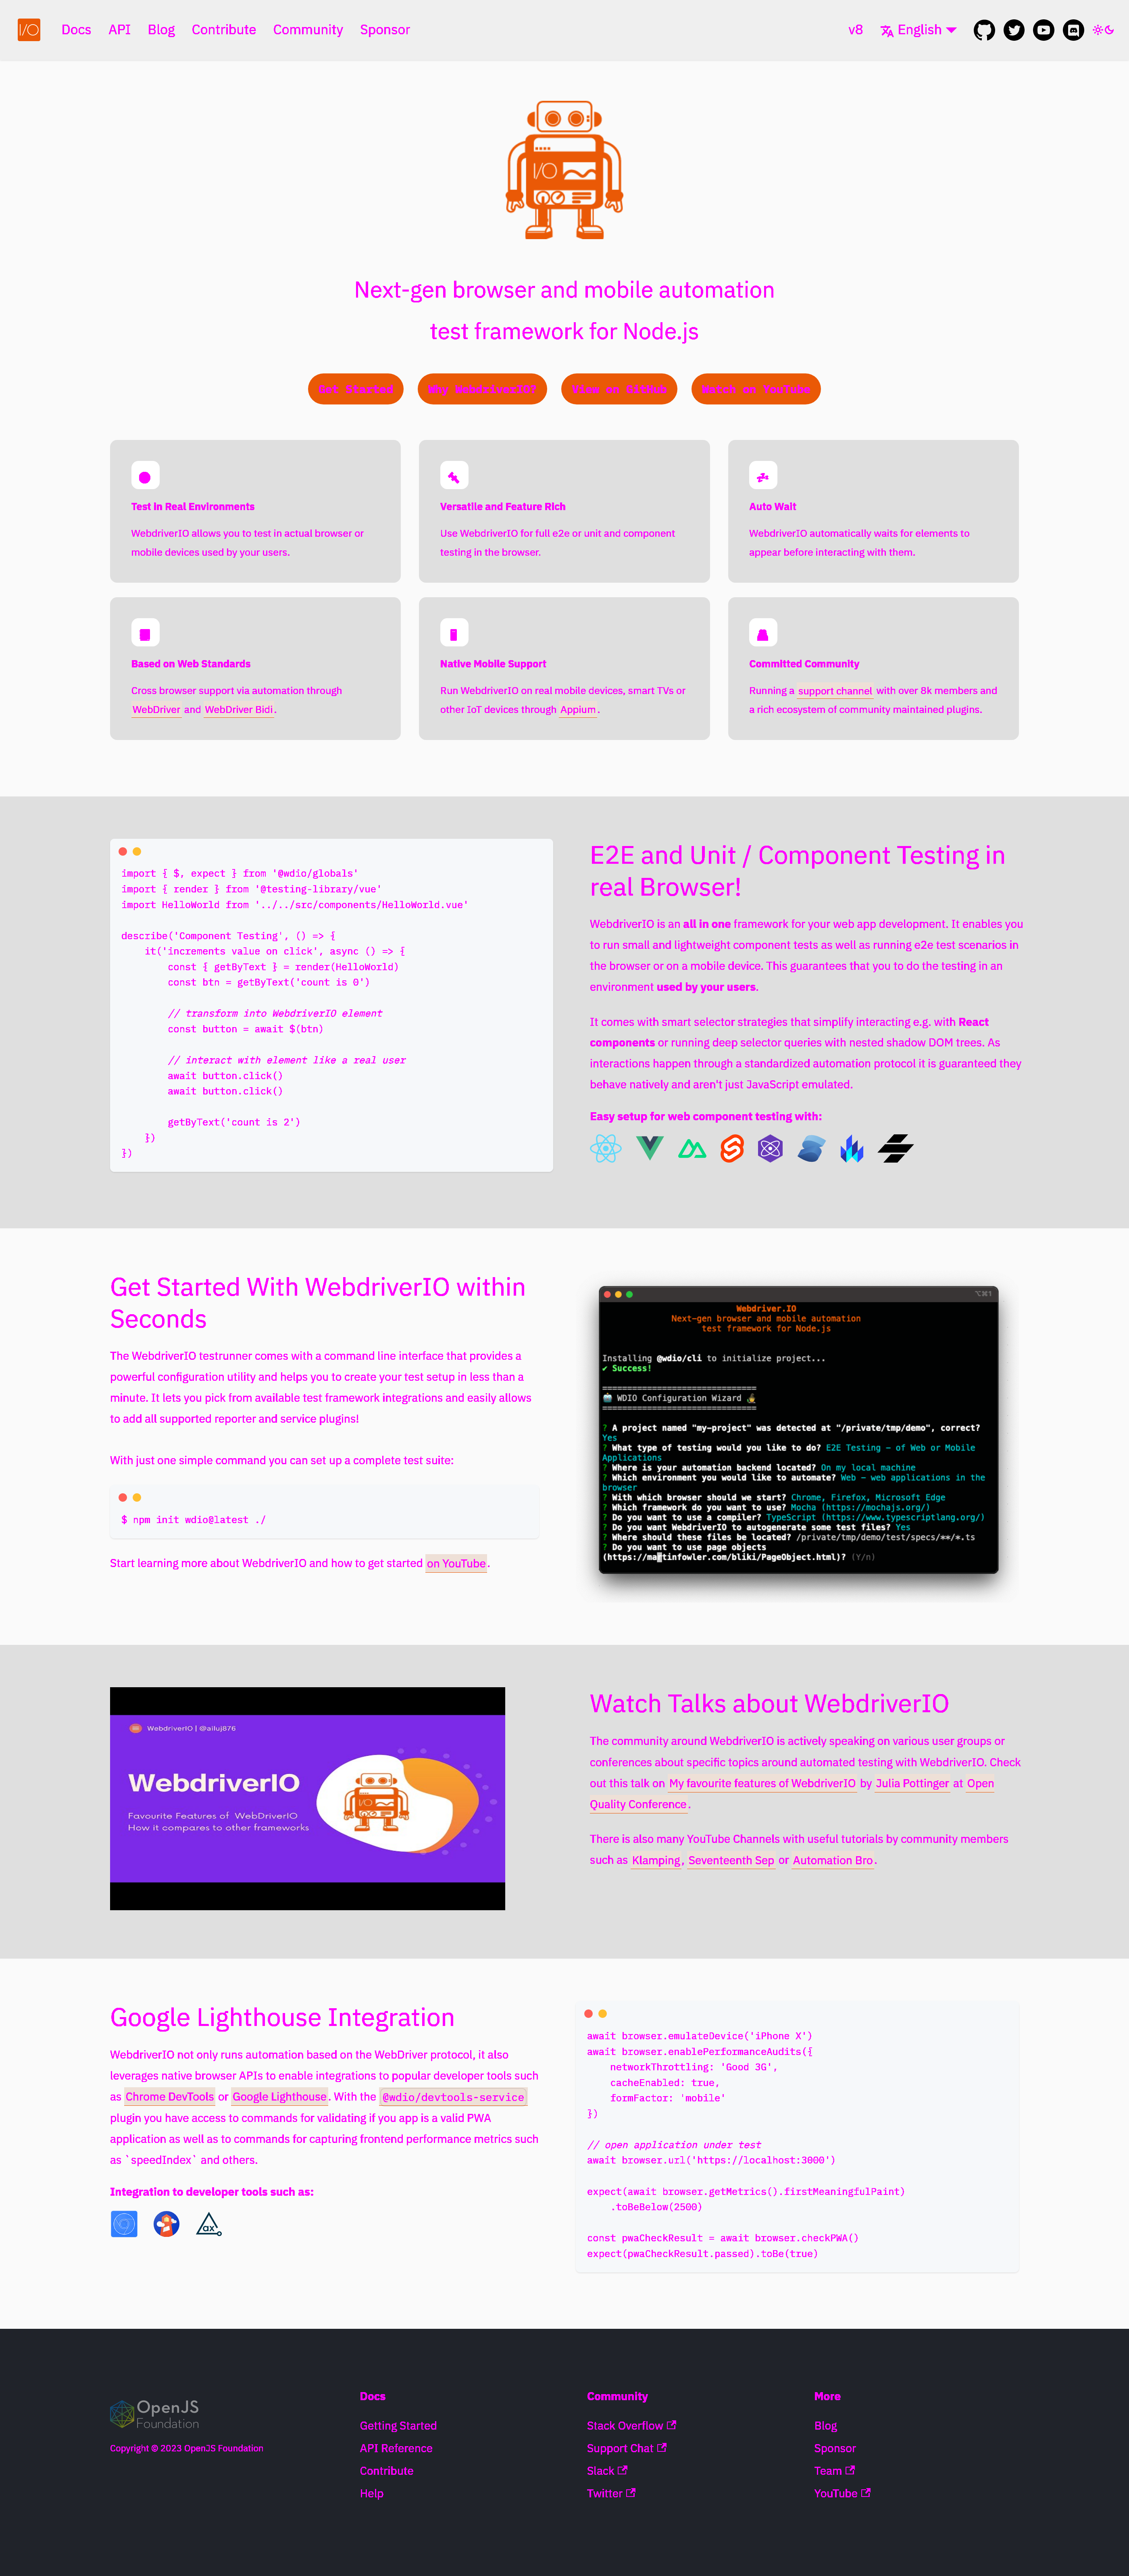 I/O
Docs
API
Blog
Contribute
Community
Sponsor
v8
English
I/O
Next-gen browser and mobile automation
test framework for Node.js
Get Started
Why WebdriverIO?
View on GitHub
Watch on YouTube
Test in Real Environments
WebdriverIO allows you to test in actual browser or
mobile devices used by your users.
Versatile and Feature Rich
Use WebdriverIO for full e2e or unit and component
testing in the browser.
Auto Wait
WebdriverIO automatically waits for elements to
appear before interacting with them.
Based on Web Standards
Cross browser support via automation through
WebDriver and WebDriver Bidi.
Native Mobile Support
Run WebdriverIO on real mobile devices, smart TVs or
other IoT devices through Appium.
Committed Community
Running a support channel with over 8k members and
a rich ecosystem of community maintained plugins.
import { $, expect } from '@wdio/globals'
import { render } from '@testing-library/vue'
import HelloWorld from '../../src/components/HelloWorld.vue'
describe('Component Testing', () => {
it('increments value on click', async () => {
const { getByText } = render(HelloWorld)
const btn = getByText('count is 0')
// transform into WebdriverIO element
const button = await $(btn)
// interact with element like a real user
await button.click()
await button.click()
getByText('count is 2')
})
})
E2E and Unit / Component Testing in
real Browser!
WebdriverIO is an all in one framework for your web app development. It enables you
to run small and lightweight component tests as well as running e2e test scenarios in
the browser or on a mobile device. This guarantees that you to do the testing in an
environment used by your users.
It comes with smart selector strategies that simplify interacting e.g. with React
components or running deep selector queries with nested shadow DOM trees. As
interactions happen through a standardized automation protocol it is guaranteed they
behave natively and aren't just JavaScript emulated.
Easy setup for web component testing with:
Get Started With WebdriverIO within
Seconds
The WebdriverIO testrunner comes with a command line interface that provides a
powerful configuration utility and helps you to create your test setup in less than a
minute. It lets you pick from available test framework integrations and easily allows
to add all supported reporter and service plugins!
With just one simple command you can set up a complete test suite:
$ npm init wdio@latest ./
Start learning more about WebdriverIO and how to get started on YouTube.
⌥⌘1
Webdriver.IO
Next-gen browser and mobile automation
test framework for Node.js
Installing @wdio/cli to initialize project...
✔ Success!
===============================
🤖 WDIO Configuration Wizard 🧙
===============================
? A project named "my-project" was detected at "/private/tmp/demo", correct?
Yes
? What type of testing would you like to do? E2E Testing - of Web or Mobile
Applications
? Where is your automation backend located? On my local machine
? Which environment you would like to automate? Web - web applications in the
browser
? With which browser should we start? Chrome, Firefox, Microsoft Edge
? Which framework do you want to use? Mocha (https://mochajs.org/)
? Do you want to use a compiler? TypeScript (https://www.typescriptlang.org/)
? Do you want WebdriverIO to autogenerate some test files? Yes
? Where should these files be located? /private/tmp/demo/test/specs/**/*.ts
? Do you want to use page objects
(https://martinfowler.com/bliki/PageObject.html)? (Y/n)
WebdriverIO | @ailuj876
WebdriverIO
Favourite Features of WebdriverIO
How it compares to other frameworks
I/O
Watch Talks about WebdriverIO
The community around WebdriverIO is actively speaking on various user groups or
conferences about specific topics around automated testing with WebdriverIO. Check
out this talk on My favourite features of WebdriverIO by Julia Pottinger at Open
Quality Conference.
There is also many YouTube Channels with useful tutorials by community members
such as Klamping, Seventeenth Sep or Automation Bro.
Google Lighthouse Integration
WebdriverIO not only runs automation based on the WebDriver protocol, it also
leverages native browser APIs to enable integrations to popular developer tools such
as Chrome DevTools or Google Lighthouse. With the @wdio/devtools-service
plugin you have access to commands for validating if you app is a valid PWA
application as well as to commands for capturing frontend performance metrics such
as `speedIndex` and others.
Integration to developer tools such as:
ax
await browser.emulateDevice('iPhone X')
await browser.enablePerformanceAudits({
networkThrottling: 'Good 3G',
cacheEnabled: true,
formFactor: 'mobile'
})
// open application under test
await browser.url('https://localhost:3000')
expect(await browser.getMetrics().firstMeaningfulPaint)
.toBeBelow(2500)
const pwaCheckResult = await browser.checkPWA()
expect(pwaCheckResult.passed).toBe(true)
OpenJS
Foundation
Copyright © 2023 OpenJS Foundation
Docs
Getting Started
API Reference
Contribute
Help
Community
Stack Overflow
Support Chat
Slack
Twitter
More
Blog
Sponsor
Team
YouTube